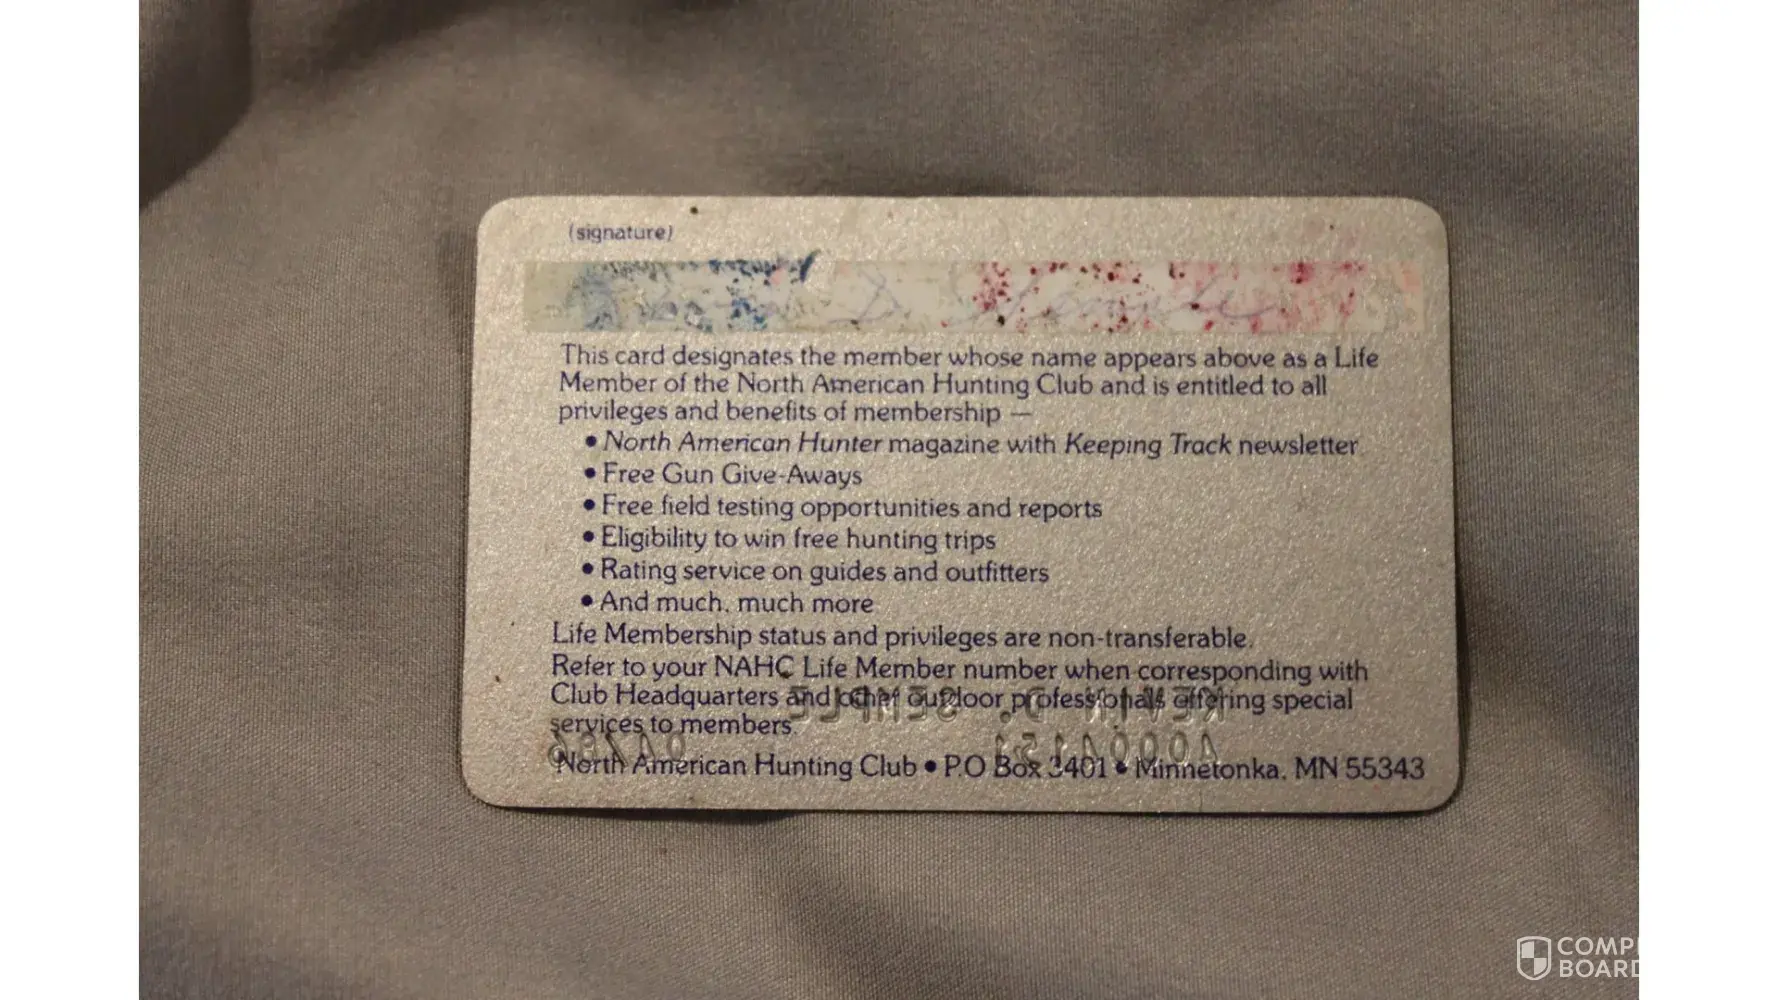 (signature)
This card designates the member whose name appears above as a Life
Member of the North American Hunting Club and is entitled to all
privileges and benefits of membership —
• North American Hunter magazine with Keeping Track newsletter
• Free Gun Give-Aways
• Free field testing opportunities and reports
• Eligibility to win free hunting trips
• Rating service on guides and outfitters
• And much, much more
Life Membership status and privileges are non-transferable.
Refer to your NAHC Life Member number when corresponding with
Club Headquarters and other outdoor professionals offering special
services to members.
KEVIN D. SEMPLE
North American Hunting Club • P.O Box 3401 • Minnetonka, MN 55343
COMP
BOARD